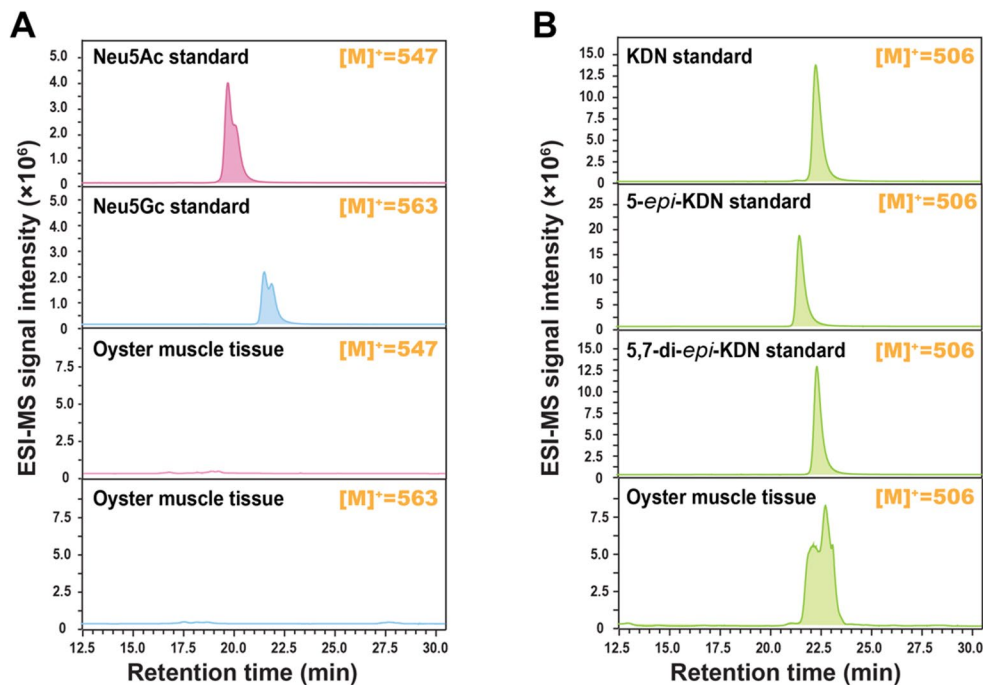 A
B
ESI-MS signal intensity (×10⁶)
Neu5Ac standard [M]⁺=547
5.0
4.0
3.0
2.0
1.0
0
Neu5Gc standard [M]⁺=563
5.0
4.0
3.0
2.0
1.0
0
Oyster muscle tissue [M]⁺=547
7.5
5.0
2.5
0
Oyster muscle tissue [M]⁺=563
7.5
5.0
2.5
0
12.5 15.0 17.5 20.0 22.5 25.0 27.5 30.0
Retention time (min)
ESI-MS signal intensity (×10⁶)
KDN standard [M]⁺=506
15.0
12.5
10.0
7.5
5.0
2.5
0
5-epi-KDN standard [M]⁺=506
25
20
15
10
5
0
5,7-di-epi-KDN standard [M]⁺=506
15.0
12.5
10.0
7.5
5.0
2.5
0
Oyster muscle tissue [M]⁺=506
7.5
5.0
2.5
0
12.5 15.0 17.5 20.0 22.5 25.0 27.5 30.0
Retention time (min)